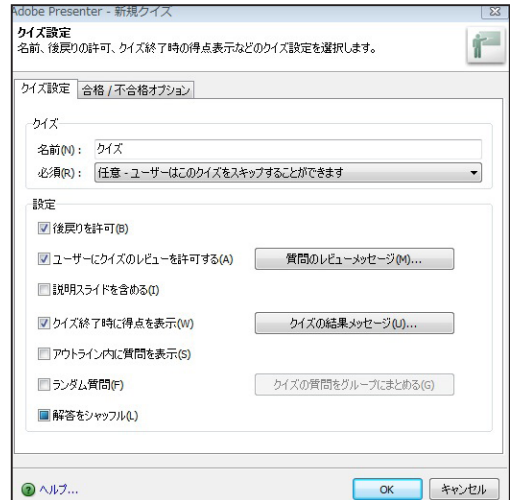 Adobe Presenter - 新規クイズ
クイズ設定
名前、後戻りの許可、クイズ終了時の得点表示などのクイズ設定を選択します。
クイズ設定 合格 / 不合格オプション
クイズ
名前(N)： クイズ
必須(R)： 任意 - ユーザーはこのクイズをスキップすることができます
設定
後戻りを許可(B)
ユーザーにクイズのレビューを許可する(A) 質問のレビューメッセージ(M)...
説明スライドを含める(I)
クイズ終了時に得点を表示(W) クイズの結果メッセージ(U)...
アウトライン内に質問を表示(S)
ランダム質問(F) クイズの質問をグループにまとめる(G)
解答をシャッフル(L)
ヘルプ... OK キャンセル